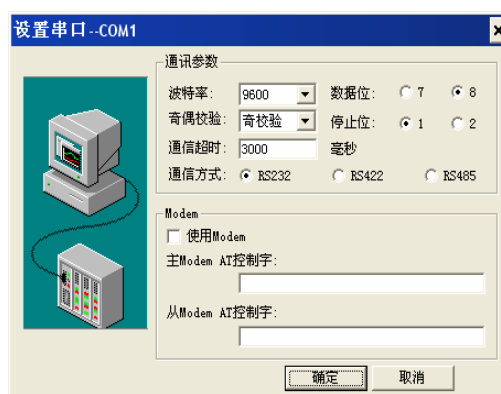 设置串口--COM1
通讯参数
波特率: 9600 数据位: 7 8
奇偶校验: 奇校验 停止位: 1 2
通信超时: 3000 毫秒
通信方式: RS232 RS422 RS485
Modem
使用Modem
主Modem AT控制字:
从Modem AT控制字:
确定 取消